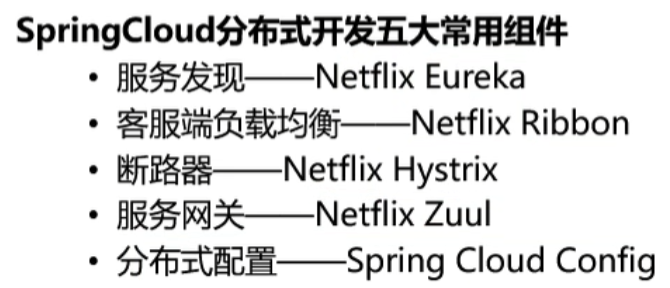 SpringCloud分布式开发五大常用组件
• 服务发现——Netflix Eureka
• 客服端负载均衡——Netflix Ribbon
• 断路器——Netflix Hystrix
• 服务网关——Netflix Zuul
• 分布式配置——Spring Cloud Config